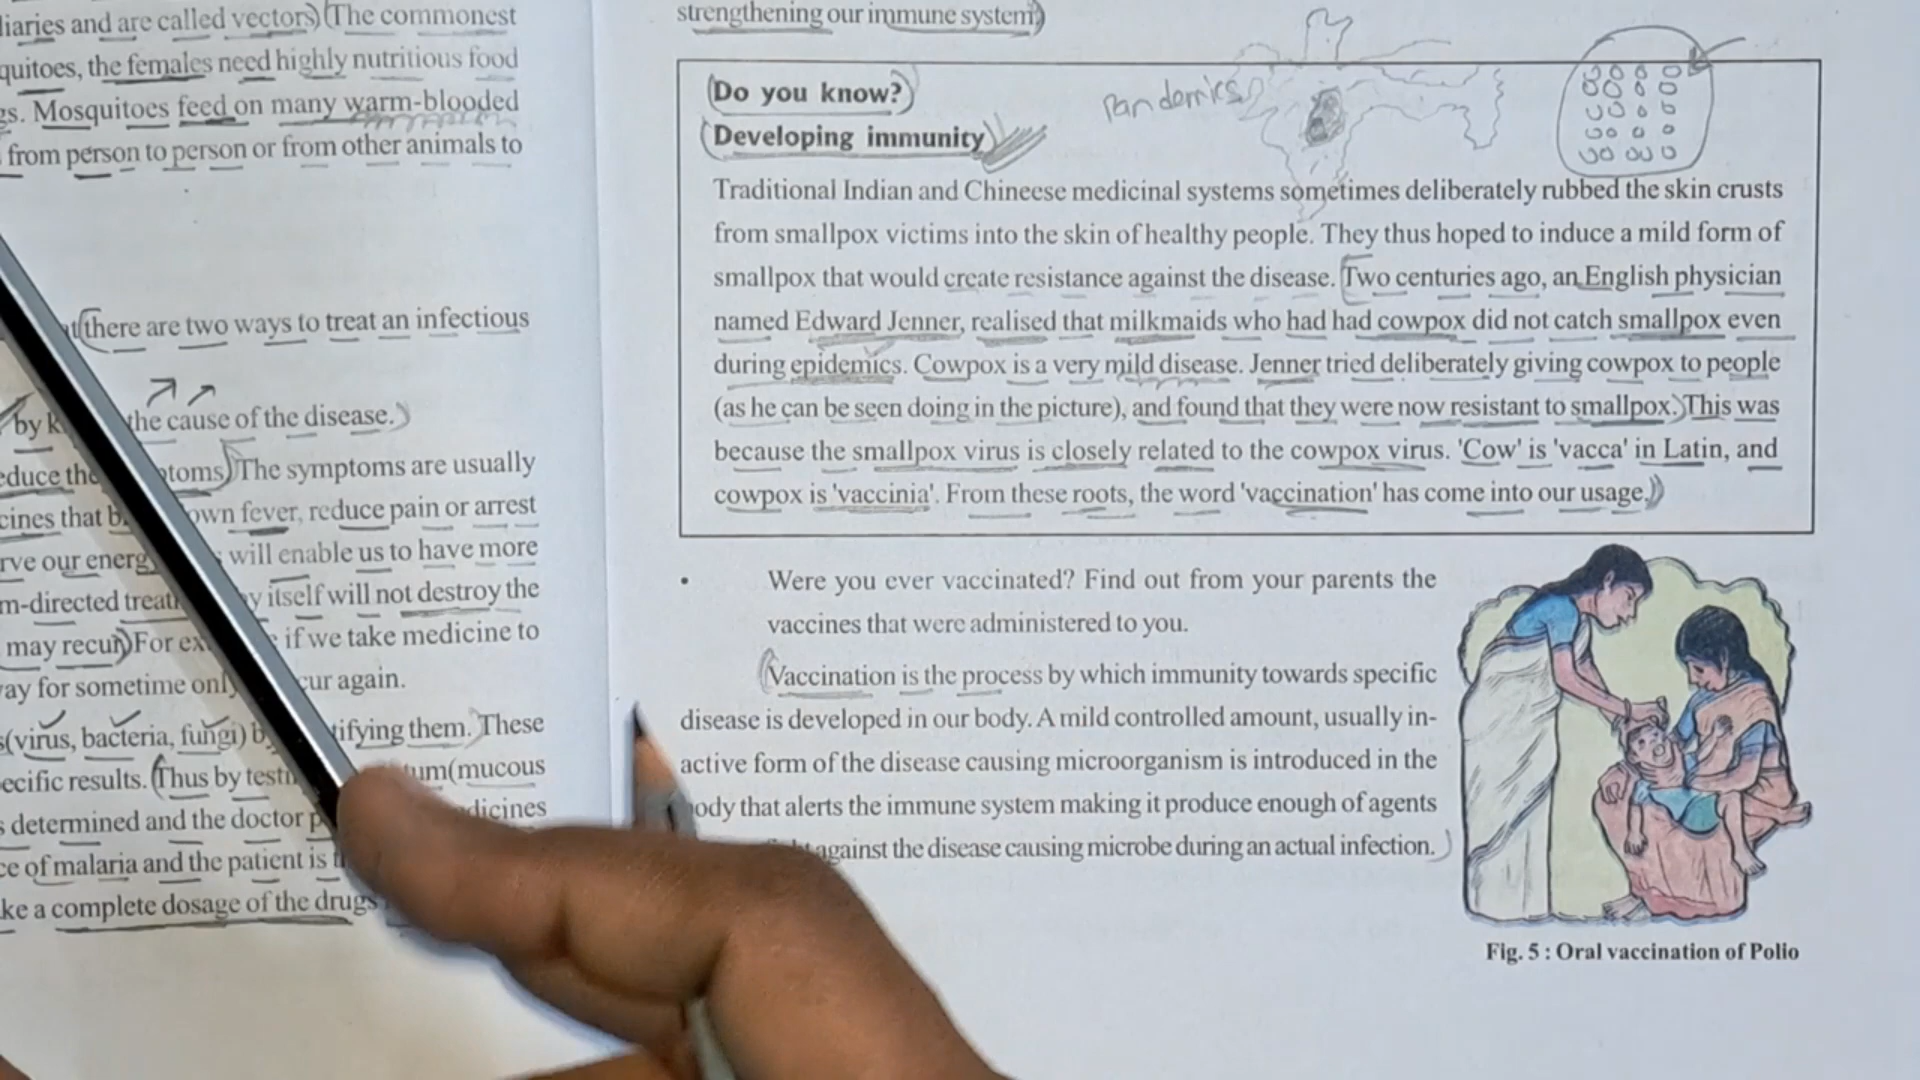 liaries and are called vectors) (The commonest
quitoes, the females need highly nutritious food
gs. Mosquitoes feed on many warm-blooded
from person to person or from other animals to
(there are two ways to treat an infectious
by the cause of the disease.)
educe the toms) The symptoms are usually
cines that own fever, reduce pain or arrest
rve our energ will enable us to have more
m-directed treat itself will not destroy the
may recur) For if we take medicine to
ay for sometime only cur again.
(virus, bacteria, fungi) tifying them. These
ecific results. (Thus by (mucous
s determined and the doctor dicines
ce of malaria and the patient is
ke a complete dosage of the drugs
strengthening our immune system)
Pandemics
(Do you know?)
(Developing immunity)
Traditional Indian and Chineese medicinal systems sometimes deliberately rubbed the skin crusts
from smallpox victims into the skin of healthy people. They thus hoped to induce a mild form of
smallpox that would create resistance against the disease. (Two centuries ago, an English physician
named Edward Jenner, realised that milkmaids who had had cowpox did not catch smallpox even
during epidemics. Cowpox is a very mild disease. Jenner tried deliberately giving cowpox to people
(as he can be seen doing in the picture), and found that they were now resistant to smallpox.) This was
because the smallpox virus is closely related to the cowpox virus. 'Cow' is 'vacca' in Latin, and
cowpox is 'vaccinia'. From these roots, the word 'vaccination' has come into our usage.)
• Were you ever vaccinated? Find out from your parents the
vaccines that were administered to you.
(Vaccination is the process by which immunity towards specific
disease is developed in our body. A mild controlled amount, usually in-
active form of the disease causing microorganism is introduced in the
ody that alerts the immune system making it produce enough of agents
against the disease causing microbe during an actual infection.)
Fig. 5 : Oral vaccination of Polio